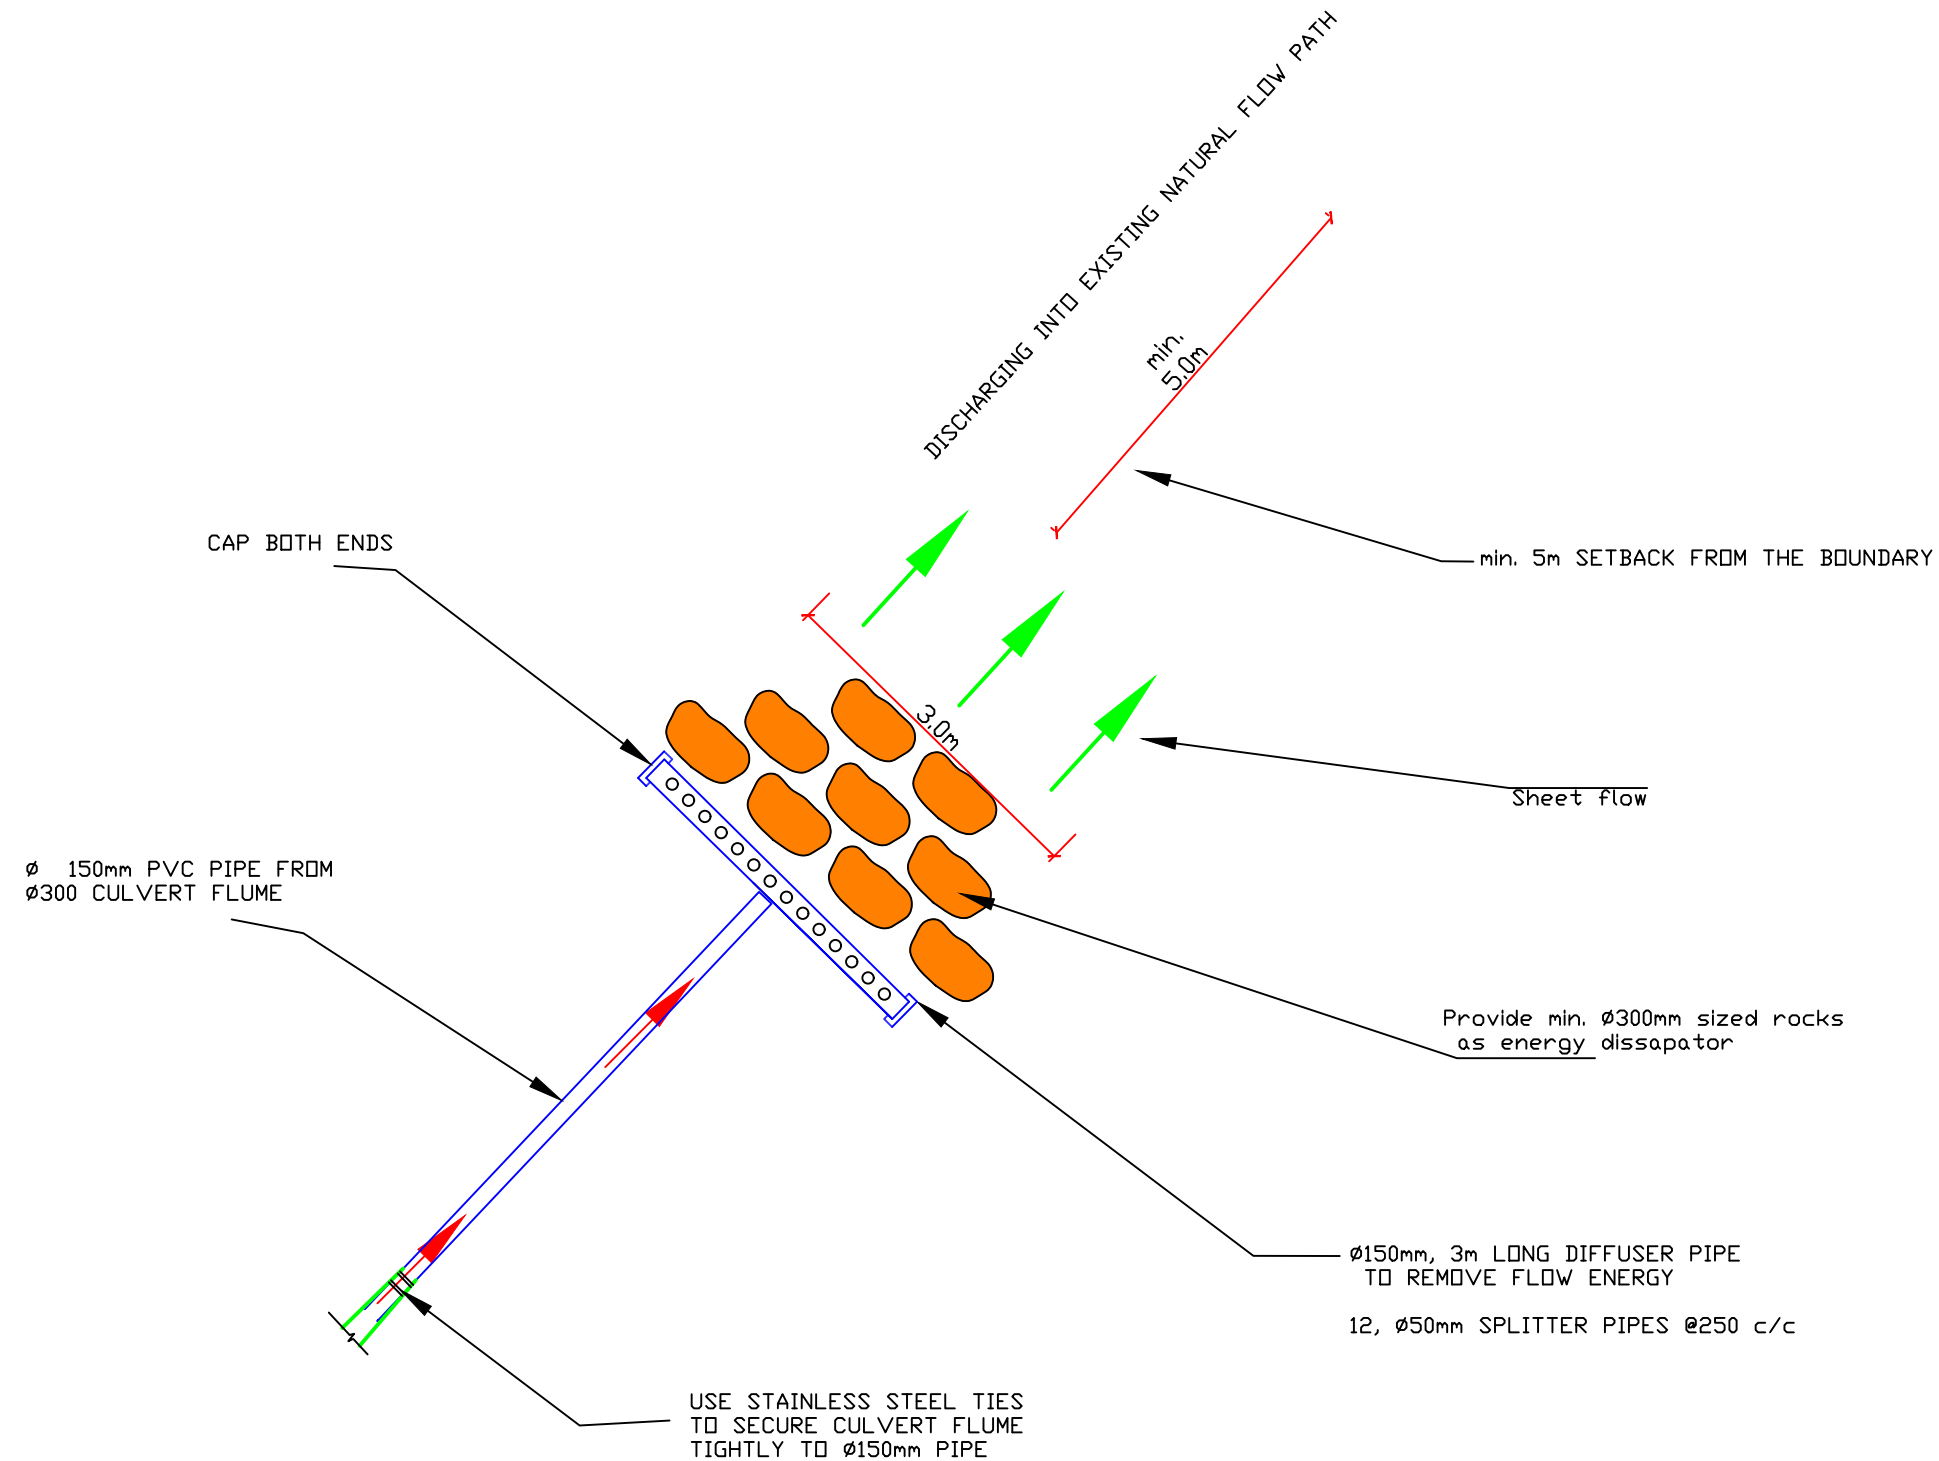 DISCHARGING INTO EXISTING NATURAL FLOW PATH
min.
5.0m
CAP BOTH ENDS
min. 5m SETBACK FROM THE BOUNDARY
3.0m
Sheet flow
Ø 150mm PVC PIPE FROM
Ø300 CULVERT FLUME
Provide min. Ø300mm sized rocks
as energy dissapator
Ø150mm, 3m LONG DIFFUSER PIPE
TO REMOVE FLOW ENERGY
12, Ø50mm SPLITTER PIPES @250 c/c
USE STAINLESS STEEL TIES
TO SECURE CULVERT FLUME
TIGHTLY TO Ø150mm PIPE